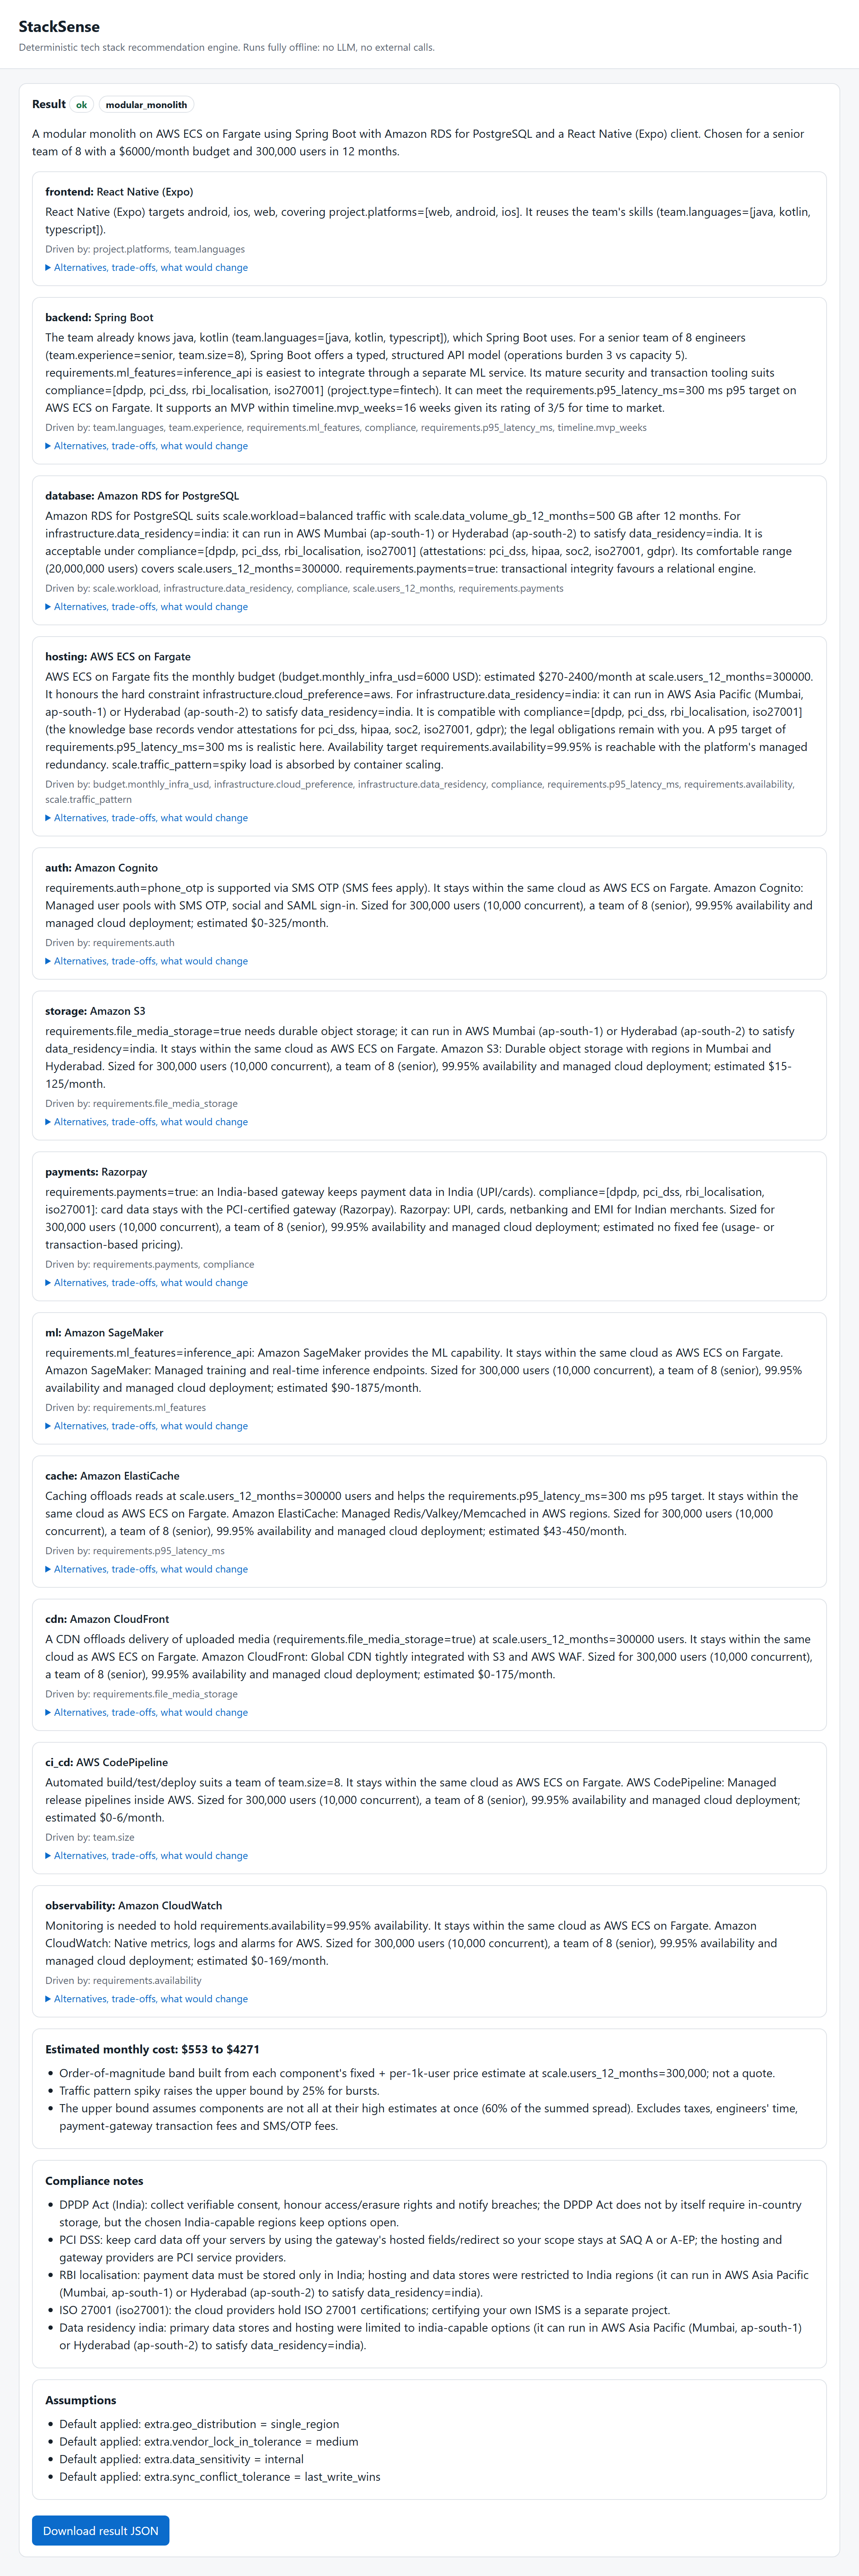 StackSense
Deterministic tech stack recommendation engine. Runs fully offline: no LLM, no external calls.
Result ok modular_monolith
A modular monolith on AWS ECS on Fargate using Spring Boot with Amazon RDS for PostgreSQL and a React Native (Expo) client. Chosen for a senior
team of 8 with a $6000/month budget and 300,000 users in 12 months.
frontend: React Native (Expo)
React Native (Expo) targets android, ios, web, covering project.platforms=[web, android, ios]. It reuses the team's skills (team.languages=[java, kotlin,
typescript]).
Driven by: project.platforms, team.languages
▶ Alternatives, trade-offs, what would change
backend: Spring Boot
The team already knows java, kotlin (team.languages=[java, kotlin, typescript]), which Spring Boot uses. For a senior team of 8 engineers
(team.experience=senior, team.size=8), Spring Boot offers a typed, structured API model (operations burden 3 vs capacity 5).
requirements.ml_features=inference_api is easiest to integrate through a separate ML service. Its mature security and transaction tooling suits
compliance=[dpdp, pci_dss, rbi_localisation, iso27001] (project.type=fintech). It can meet the requirements.p95_latency_ms=300 ms p95 target on
AWS ECS on Fargate. It supports an MVP within timeline.mvp_weeks=16 weeks given its rating of 3/5 for time to market.
Driven by: team.languages, team.experience, requirements.ml_features, compliance, requirements.p95_latency_ms, timeline.mvp_weeks
▶ Alternatives, trade-offs, what would change
database: Amazon RDS for PostgreSQL
Amazon RDS for PostgreSQL suits scale.workload=balanced traffic with scale.data_volume_gb_12_months=500 GB after 12 months. For
infrastructure.data_residency=india: it can run in AWS Mumbai (ap-south-1) or Hyderabad (ap-south-2) to satisfy data_residency=india. It is
acceptable under compliance=[dpdp, pci_dss, rbi_localisation, iso27001] (attestations: pci_dss, hipaa, soc2, iso27001, gdpr). Its comfortable range
(20,000,000 users) covers scale.users_12_months=300000. requirements.payments=true: transactional integrity favours a relational engine.
Driven by: scale.workload, infrastructure.data_residency, compliance, scale.users_12_months, requirements.payments
▶ Alternatives, trade-offs, what would change
hosting: AWS ECS on Fargate
AWS ECS on Fargate fits the monthly budget (budget.monthly_infra_usd=6000 USD): estimated $270-2400/month at scale.users_12_months=300000.
It honours the hard constraint infrastructure.cloud_preference=aws. For infrastructure.data_residency=india: it can run in AWS Asia Pacific (Mumbai,
ap-south-1) or Hyderabad (ap-south-2) to satisfy data_residency=india. It is compatible with compliance=[dpdp, pci_dss, rbi_localisation, iso27001]
(the knowledge base records vendor attestations for pci_dss, hipaa, soc2, iso27001, gdpr); the legal obligations remain with you. A p95 target of
requirements.p95_latency_ms=300 ms is realistic here. Availability target requirements.availability=99.95% is reachable with the platform's managed
redundancy. scale.traffic_pattern=spiky load is absorbed by container scaling.
Driven by: budget.monthly_infra_usd, infrastructure.cloud_preference, infrastructure.data_residency, compliance, requirements.p95_latency_ms, requirements.availability,
scale.traffic_pattern
▶ Alternatives, trade-offs, what would change
auth: Amazon Cognito
requirements.auth=phone_otp is supported via SMS OTP (SMS fees apply). It stays within the same cloud as AWS ECS on Fargate. Amazon Cognito:
Managed user pools with SMS OTP, social and SAML sign-in. Sized for 300,000 users (10,000 concurrent), a team of 8 (senior), 99.95% availability and
managed cloud deployment; estimated $0-325/month.
Driven by: requirements.auth
▶ Alternatives, trade-offs, what would change
storage: Amazon S3
requirements.file_media_storage=true needs durable object storage; it can run in AWS Mumbai (ap-south-1) or Hyderabad (ap-south-2) to satisfy
data_residency=india. It stays within the same cloud as AWS ECS on Fargate. Amazon S3: Durable object storage with regions in Mumbai and
Hyderabad. Sized for 300,000 users (10,000 concurrent), a team of 8 (senior), 99.95% availability and managed cloud deployment; estimated $15-
125/month.
Driven by: requirements.file_media_storage
▶ Alternatives, trade-offs, what would change
payments: Razorpay
requirements.payments=true: an India-based gateway keeps payment data in India (UPI/cards). compliance=[dpdp, pci_dss, rbi_localisation,
iso27001]: card data stays with the PCI-certified gateway (Razorpay). Razorpay: UPI, cards, netbanking and EMI for Indian merchants. Sized for
300,000 users (10,000 concurrent), a team of 8 (senior), 99.95% availability and managed cloud deployment; estimated no fixed fee (usage- or
transaction-based pricing).
Driven by: requirements.payments, compliance
▶ Alternatives, trade-offs, what would change
ml: Amazon SageMaker
requirements.ml_features=inference_api: Amazon SageMaker provides the ML capability. It stays within the same cloud as AWS ECS on Fargate.
Amazon SageMaker: Managed training and real-time inference endpoints. Sized for 300,000 users (10,000 concurrent), a team of 8 (senior), 99.95%
availability and managed cloud deployment; estimated $90-1875/month.
Driven by: requirements.ml_features
▶ Alternatives, trade-offs, what would change
cache: Amazon ElastiCache
Caching offloads reads at scale.users_12_months=300000 users and helps the requirements.p95_latency_ms=300 ms p95 target. It stays within the
same cloud as AWS ECS on Fargate. Amazon ElastiCache: Managed Redis/Valkey/Memcached in AWS regions. Sized for 300,000 users (10,000
concurrent), a team of 8 (senior), 99.95% availability and managed cloud deployment; estimated $43-450/month.
Driven by: requirements.p95_latency_ms
▶ Alternatives, trade-offs, what would change
cdn: Amazon CloudFront
A CDN offloads delivery of uploaded media (requirements.file_media_storage=true) at scale.users_12_months=300000 users. It stays within the same
cloud as AWS ECS on Fargate. Amazon CloudFront: Global CDN tightly integrated with S3 and AWS WAF. Sized for 300,000 users (10,000 concurrent),
a team of 8 (senior), 99.95% availability and managed cloud deployment; estimated $0-175/month.
Driven by: requirements.file_media_storage
▶ Alternatives, trade-offs, what would change
ci_cd: AWS CodePipeline
Automated build/test/deploy suits a team of team.size=8. It stays within the same cloud as AWS ECS on Fargate. AWS CodePipeline: Managed
release pipelines inside AWS. Sized for 300,000 users (10,000 concurrent), a team of 8 (senior), 99.95% availability and managed cloud deployment;
estimated $0-6/month.
Driven by: team.size
▶ Alternatives, trade-offs, what would change
observability: Amazon CloudWatch
Monitoring is needed to hold requirements.availability=99.95% availability. It stays within the same cloud as AWS ECS on Fargate. Amazon
CloudWatch: Native metrics, logs and alarms for AWS. Sized for 300,000 users (10,000 concurrent), a team of 8 (senior), 99.95% availability and
managed cloud deployment; estimated $0-169/month.
Driven by: requirements.availability
▶ Alternatives, trade-offs, what would change
Estimated monthly cost: $553 to $4271
• Order-of-magnitude band built from each component's fixed + per-1k-user price estimate at scale.users_12_months=300,000; not a quote.
• Traffic pattern spiky raises the upper bound by 25% for bursts.
• The upper bound assumes components are not all at their high estimates at once (60% of the summed spread). Excludes taxes, engineers' time,
payment-gateway transaction fees and SMS/OTP fees.
Compliance notes
• DPDP Act (India): collect verifiable consent, honour access/erasure rights and notify breaches; the DPDP Act does not by itself require in-country
storage, but the chosen India-capable regions keep options open.
• PCI DSS: keep card data off your servers by using the gateway's hosted fields/redirect so your scope stays at SAQ A or A-EP; the hosting and
gateway providers are PCI service providers.
• RBI localisation: payment data must be stored only in India; hosting and data stores were restricted to India regions (it can run in AWS Asia Pacific
(Mumbai, ap-south-1) or Hyderabad (ap-south-2) to satisfy data_residency=india).
• ISO 27001 (iso27001): the cloud providers hold ISO 27001 certifications; certifying your own ISMS is a separate project.
• Data residency india: primary data stores and hosting were limited to india-capable options (it can run in AWS Asia Pacific (Mumbai, ap-south-1)
or Hyderabad (ap-south-2) to satisfy data_residency=india).
Assumptions
• Default applied: extra.geo_distribution = single_region
• Default applied: extra.vendor_lock_in_tolerance = medium
• Default applied: extra.data_sensitivity = internal
• Default applied: extra.sync_conflict_tolerance = last_write_wins
Download result JSON